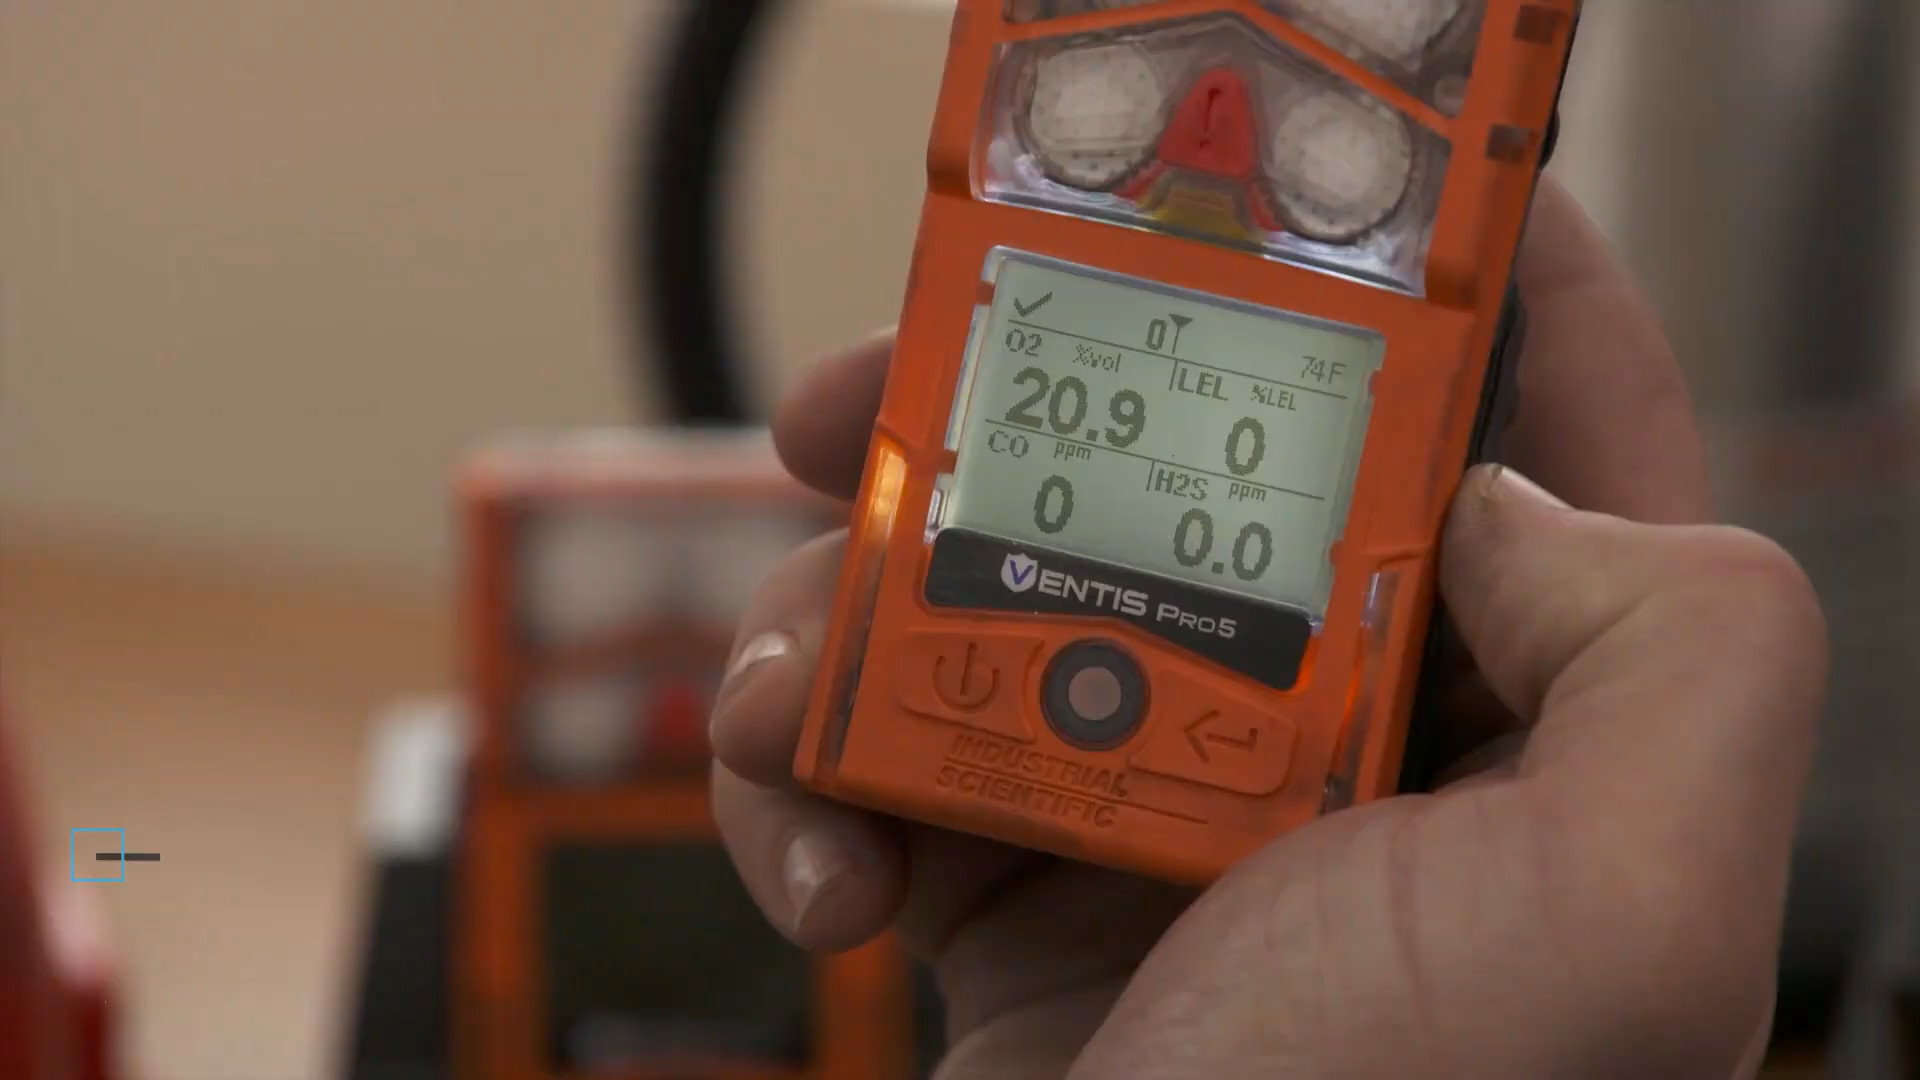 0
74F
O2 %vol
LEL %LEL
20.9
0
CO ppm
H2S ppm
0
0.0
VENTIS PRO5
INDUSTRIAL
SCIENTIFIC